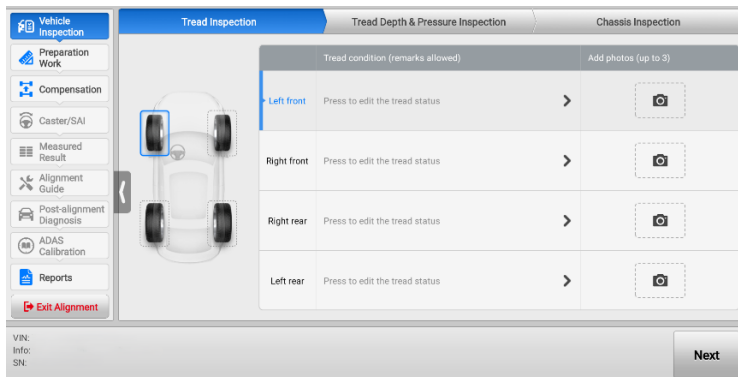 Vehicle
Inspection
Preparation
Work
Compensation
Caster/SAI
Measured
Result
Alignment
Guide
Post-alignment
Diagnosis
ADAS
Calibration
Reports
Exit Alignment
Tread Inspection
Tread Depth & Pressure Inspection
Chassis Inspection
Tread condition (remarks allowed)
Add photos (up to 3)
Left front
Press to edit the tread status
Right front
Press to edit the tread status
Right rear
Press to edit the tread status
Left rear
Press to edit the tread status
VIN:
Info:
SN:
Next